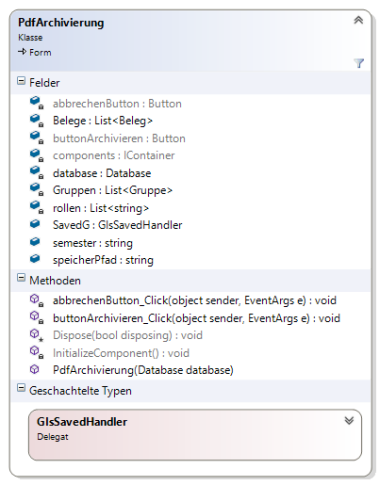 PdfArchivierung
Klasse
Form
Felder
abbrechenButton : Button
Belege : List<Beleg>
buttonArchivieren : Button
components : IContainer
database : Database
Gruppen : List<Gruppe>
rollen : List<string>
SavedG : GlsSavedHandler
semester : string
speicherPfad : string
Methoden
abbrechenButton_Click(object sender, EventArgs e) : void
buttonArchivieren_Click(object sender, EventArgs e) : void
Dispose(bool disposing) : void
InitializeComponent() : void
PdfArchivierung(Database database)
Geschachtelte Typen
GlsSavedHandler
Delegat